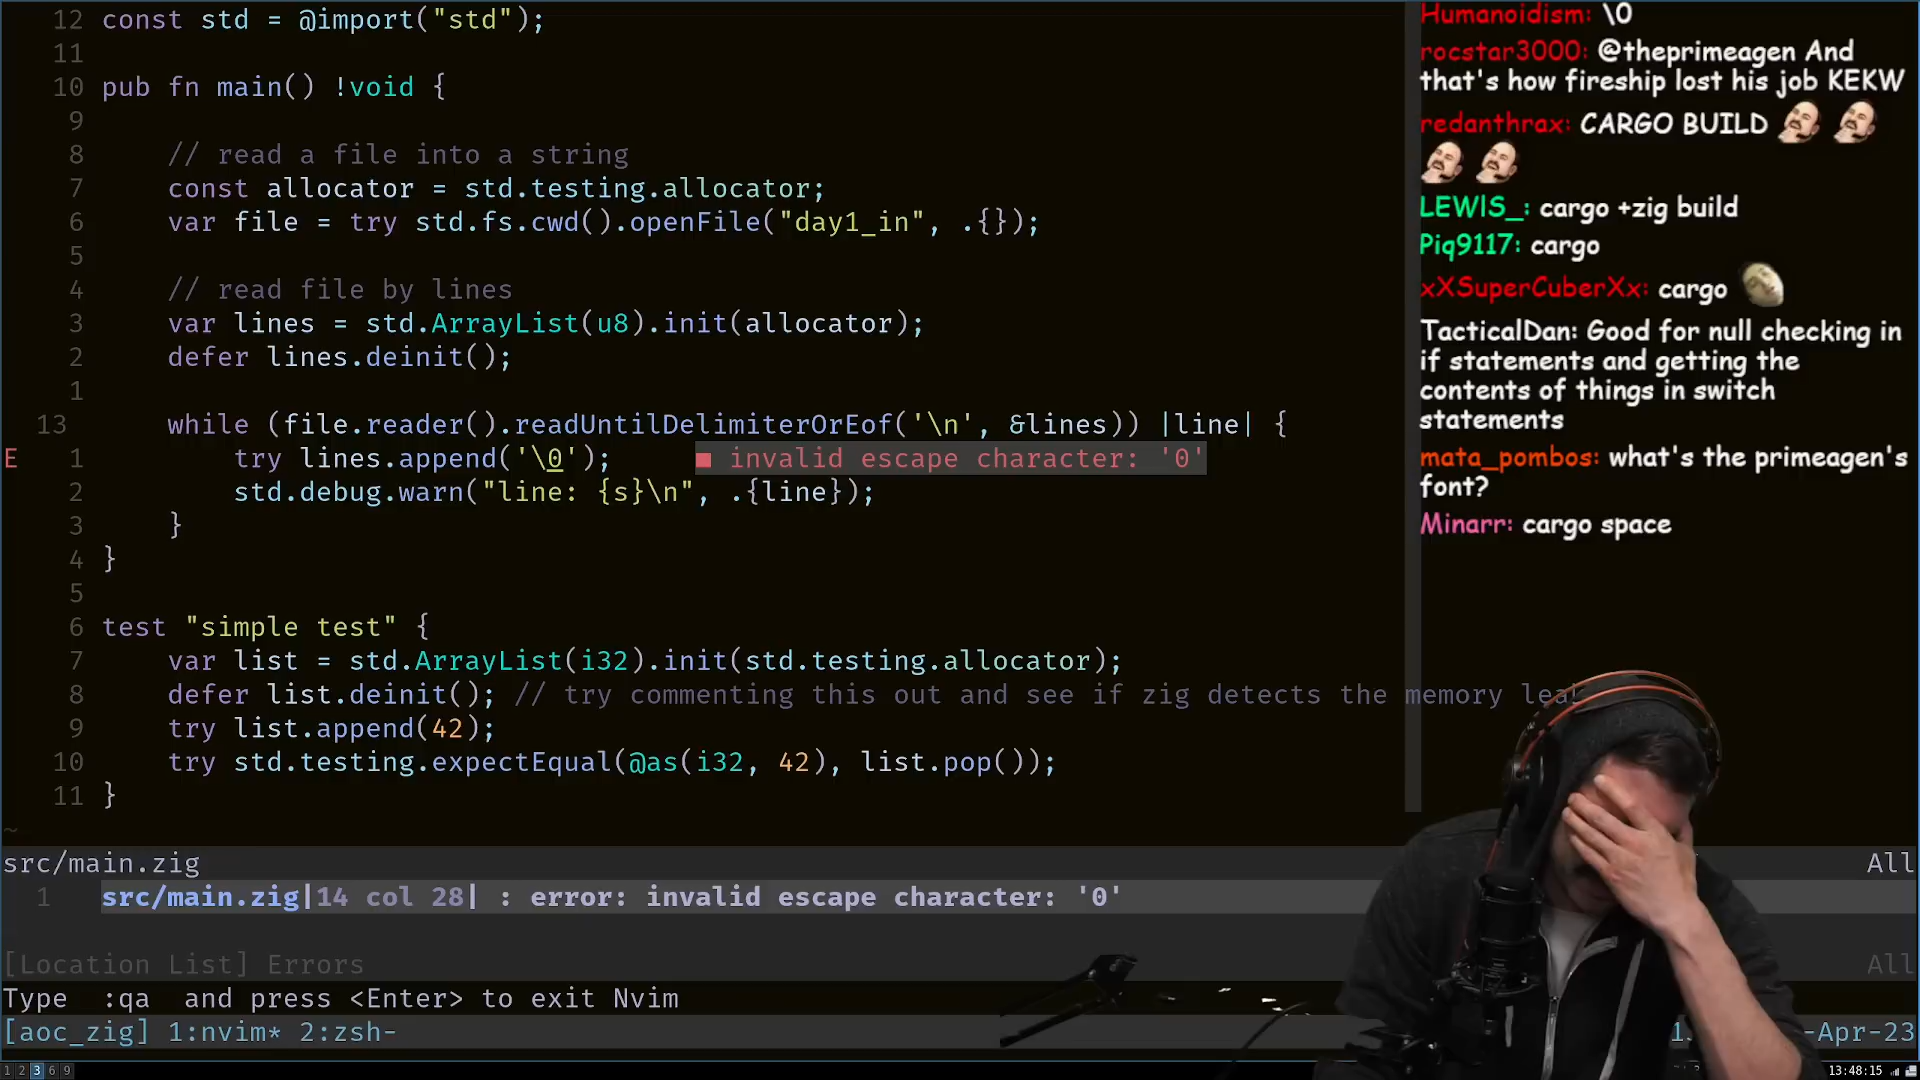 12 const std = @import("std");
11
10 pub fn main() !void {
9
8 // read a file into a string
7 const allocator = std.testing.allocator;
6 var file = try std.fs.cwd().openFile("day1_in", .{});
5
4 // read file by lines
3 var lines = std.ArrayList(u8).init(allocator);
2 defer lines.deinit();
1
13 while (file.reader().readUntilDelimiterOrEof('\n', &lines)) |line| {
E 1 try lines.append('\0'); ■ invalid escape character: '0'
2 std.debug.warn("line: {s}\n", .{line});
3 }
4 }
5
6 test "simple test" {
7 var list = std.ArrayList(i32).init(std.testing.allocator);
8 defer list.deinit(); // try commenting this out and see if zig detects the memory leak
9 try list.append(42);
10 try std.testing.expectEqual(@as(i32, 42), list.pop());
11 }
~
src/main.zig All
1 src/main.zig|14 col 28| : error: invalid escape character: '0'
[Location List] Errors All
Type :qa and press <Enter> to exit Nvim
[aoc_zig] 1:nvim* 2:zsh- -Apr-23
1 2 3 6 9 13:48:15
Humanoidism: \0
rocstar3000: @theprimeagen And
that's how fireship lost his job KEKW
redanthrax: CARGO BUILD
LEWlS_: cargo +zig build
Piq9117: cargo
xXSuperCuberXx: cargo
TacticalDan: Good for null checking in
if statements and getting the
contents of things in switch
statements
mata_pombos: what's the primeagen's
font?
Minarr: cargo space